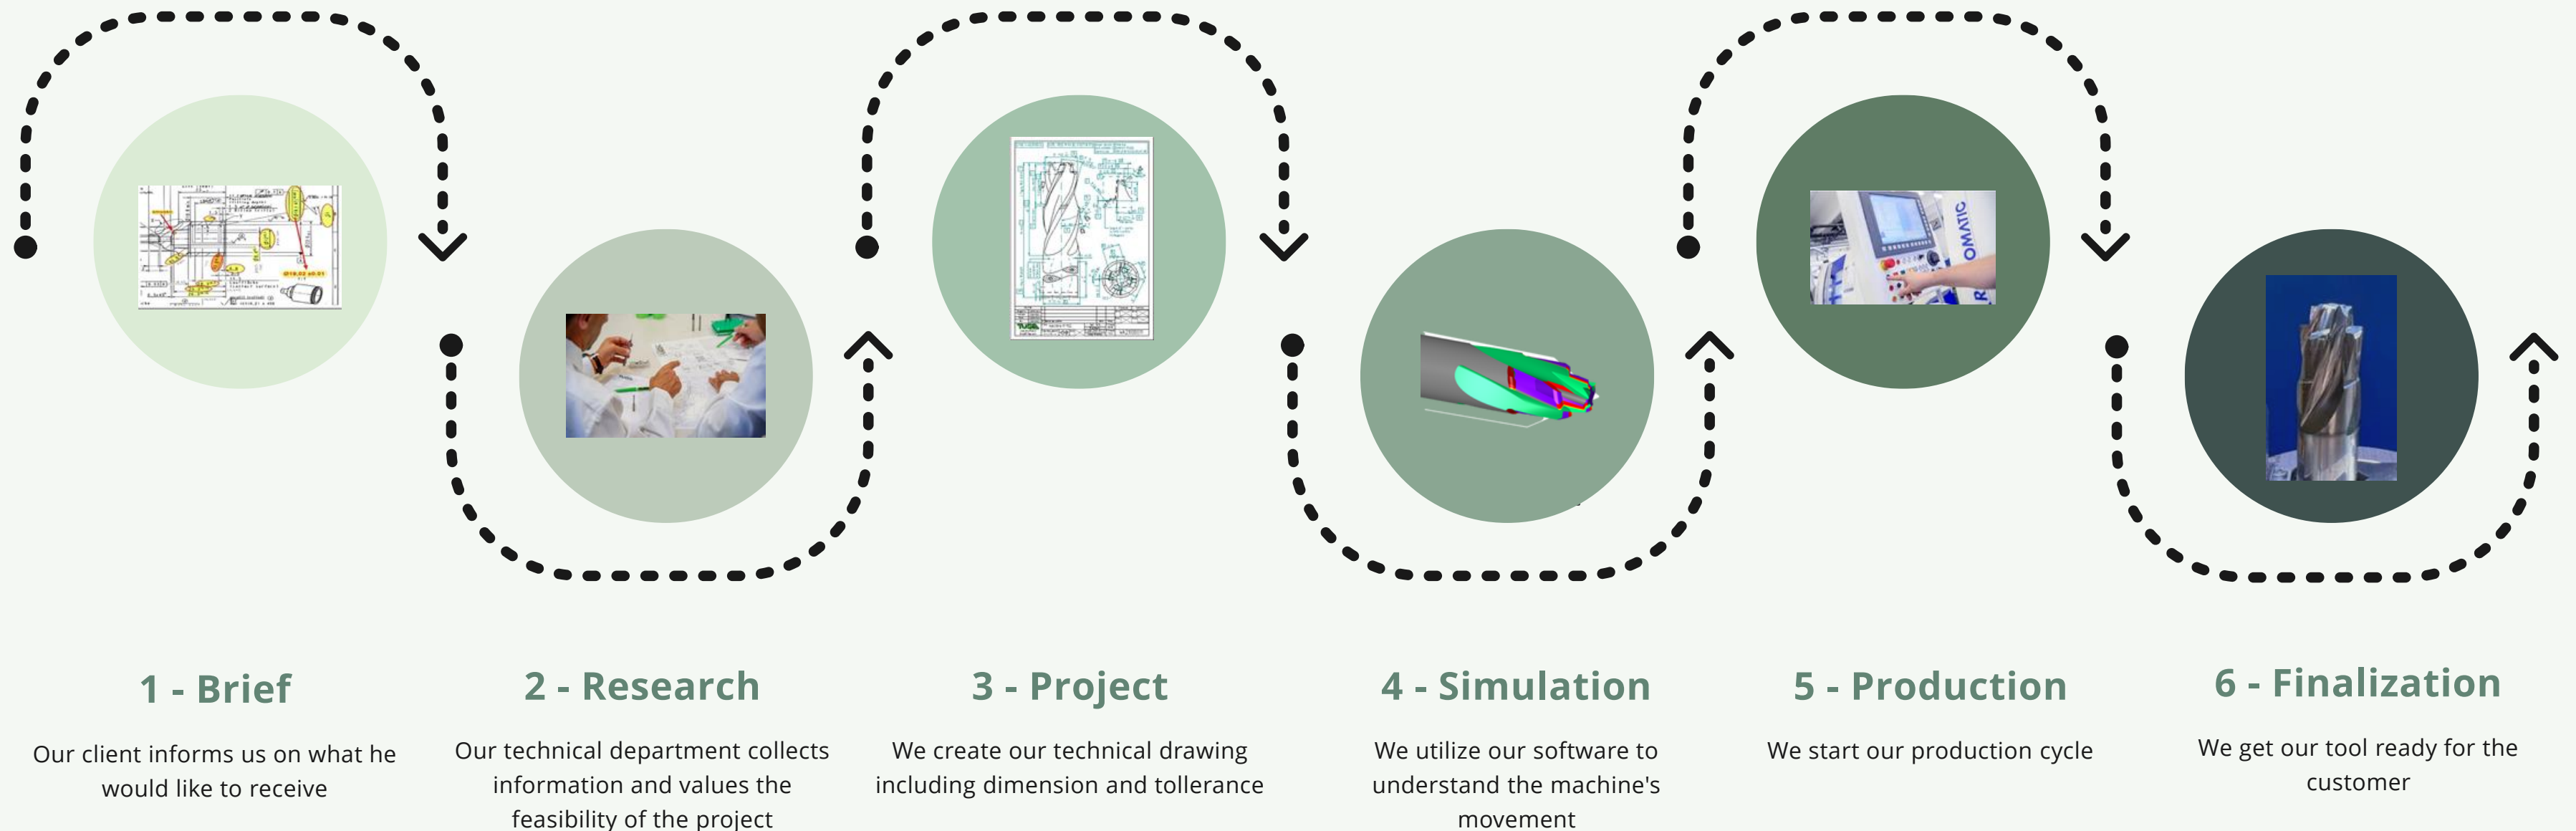 1 - Brief
Our client informs us on what he
would like to receive
2 - Research
Our technical department collects
information and values the
feasibility of the project
3 - Project
We create our technical drawing
including dimension and tollerance
4 - Simulation
We utilize our software to
understand the machine's
movement
5 - Production
We start our production cycle
6 - Finalization
We get our tool ready for the
customer
OMATIC